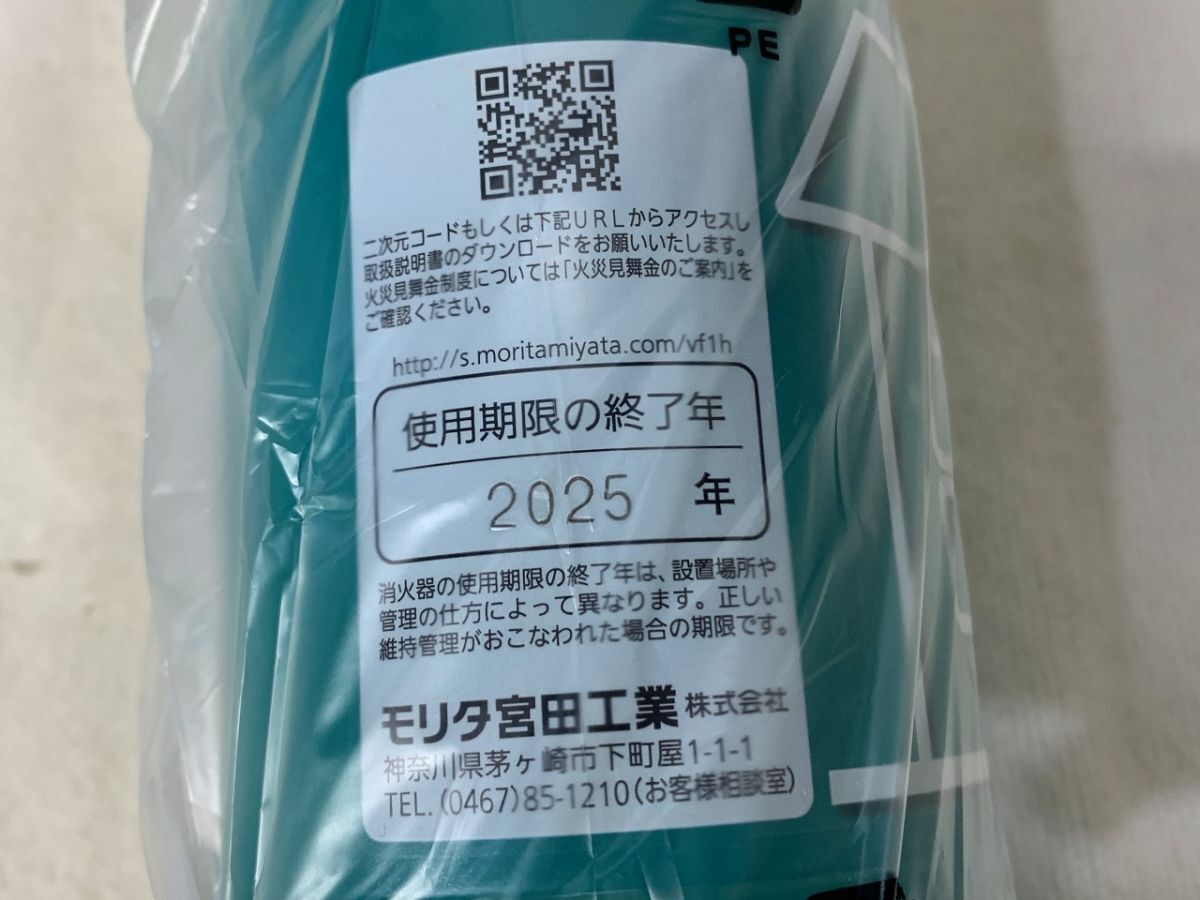 PE
二次元コードもしくは下記URLからアクセスし
取扱説明書のダウンロードをお願いいたします。
火災見舞金制度については「火災見舞金のご案内」を
ご確認ください。
http://s.moritamiyata.com/vf1h
使用期限の終了年
2025 年
消火器の使用期限の終了年は、設置場所や
管理の仕方によって異なります。正しい
維持管理がおこなわれた場合の期限です。
モリタ宮田工業株式会社
神奈川県茅ヶ崎市下町屋1-1-1
TEL.(0467)85-1210(お客様相談室)